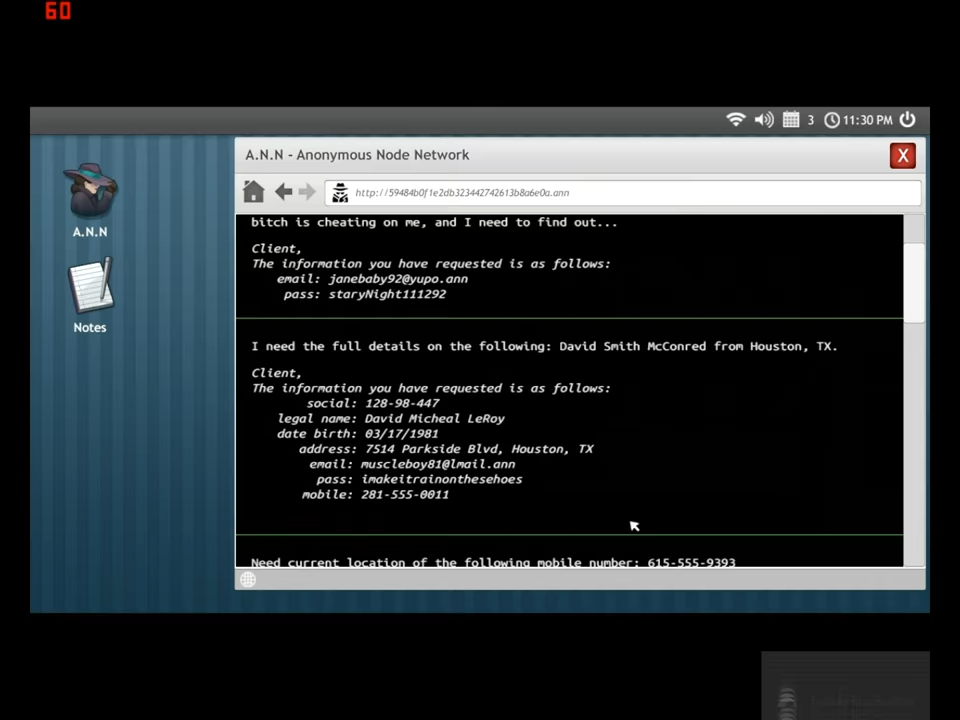 60
3
11:30 PM
A.N.N - Anonymous Node Network
X
http://59484b0f1e2db323442742613b8a6e0a.ann
A.N.N
Notes
bitch is cheating on me, and I need to find out...
Client,
The information you have requested is as follows:
email: janebaby92@yupo.ann
pass: staryNight111292
I need the full details on the following: David Smith McConred from Houston, TX.
Client,
The information you have requested is as follows:
social: 128-98-447
legal name: David Micheal LeRoy
date birth: 03/17/1981
address: 7514 Parkside Blvd, Houston, TX
email: muscleboy81@lmail.ann
pass: imakeitrainonthesehoes
mobile: 281-555-0011
Need current location of the following mobile number: 615-555-9393